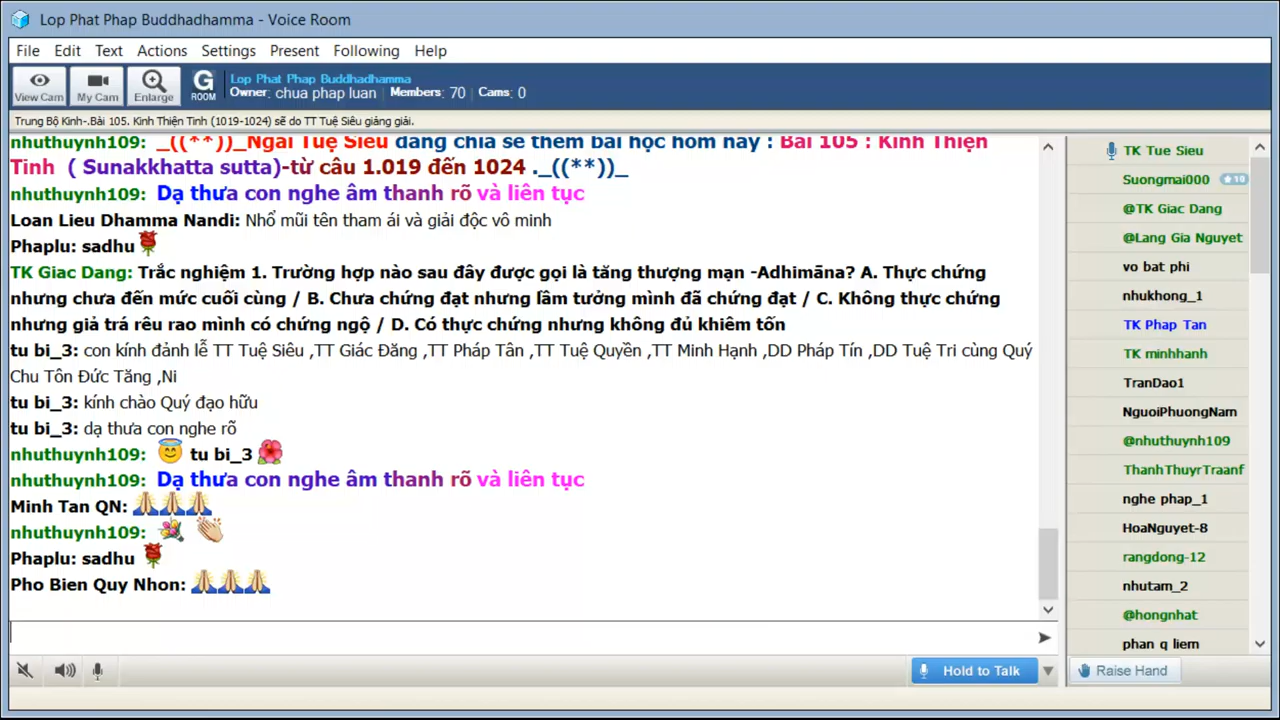 Lop Phat Phap Buddhadhamma - Voice Room
File Edit Text Actions Settings Present Following Help
View Cam My Cam Enlarge G ROOM
Lop Phat Phap Buddhadhamma
Owner: chua phap luan Members: 70 Cams: 0
Trung Bộ Kinh-.Bài 105. Kinh Thiện Tinh (1019-1024) sẽ do TT Tuệ Siêu giảng giải.
nhuthuynh109: _((**))_Ngài Tuệ Siêu đang chia sẽ thêm bài học hôm nay : Bài 105 : Kinh Thiện
Tinh ( Sunakkhatta sutta)-từ câu 1.019 đến 1024 ._((**))_
nhuthuynh109: Dạ thưa con nghe âm thanh rõ và liên tục
Loan Lieu Dhamma Nandi: Nhổ mũi tên tham ái và giải độc vô minh
Phaplu: sadhu
TK Giac Dang: Trắc nghiệm 1. Trường hợp nào sau đây được gọi là tăng thượng mạn -Adhimāna? A. Thực chứng
nhưng chưa đến mức cuối cùng / B. Chưa chứng đạt nhưng lầm tưởng mình đã chứng đạt / C. Không thực chứng
nhưng giả trá rêu rao mình có chứng ngộ / D. Có thực chứng nhưng không đủ khiêm tốn
tu bi_3: con kính đảnh lễ TT Tuệ Siêu ,TT Giác Đăng ,TT Pháp Tân ,TT Tuệ Quyền ,TT Minh Hạnh ,DD Pháp Tín ,DD Tuệ Tri cùng Quý
Chu Tôn Đức Tăng ,Ni
tu bi_3: kính chào Quý đạo hữu
tu bi_3: dạ thưa con nghe rõ
nhuthuynh109: tu bi_3
nhuthuynh109: Dạ thưa con nghe âm thanh rõ và liên tục
Minh Tan QN:
nhuthuynh109:
Phaplu: sadhu
Pho Bien Quy Nhon:
TK Tue Sieu
Suongmai000 10
@TK Giac Dang
@Lang Gia Nguyet
vo bat phi
nhukhong_1
TK Phap Tan
TK minhhanh
TranDao1
NguoiPhuongNam
@nhuthuynh109
ThanhThuyrTraanf
nghe phap_1
HoaNguyet-8
rangdong-12
nhutam_2
@hongnhat
phan q liem
Hold to Talk
Raise Hand